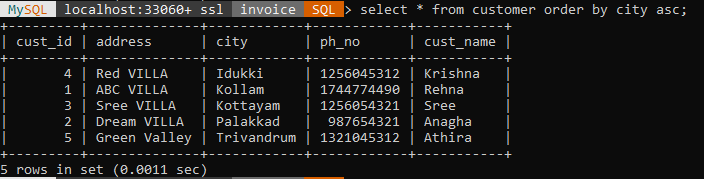 MySQL localhost:33060+ ssl invoice SQL > select * from customer order by city asc;
+---------+--------------+------------+------------+-----------+
| cust_id | address      | city       | ph_no      | cust_name |
+---------+--------------+------------+------------+-----------+
|       4 | Red VILLA    | Idukki     | 1256045312 | Krishna   |
|       1 | ABC VILLA    | Kollam     | 1744774490 | Rehna     |
|       3 | Sree VILLA   | Kottayam   | 1256054321 | Sree      |
|       2 | Dream VILLA  | Palakkad   |  987654321 | Anagha    |
|       5 | Green Valley | Trivandrum | 1321045312 | Athira    |
+---------+--------------+------------+------------+-----------+
5 rows in set (0.0011 sec)